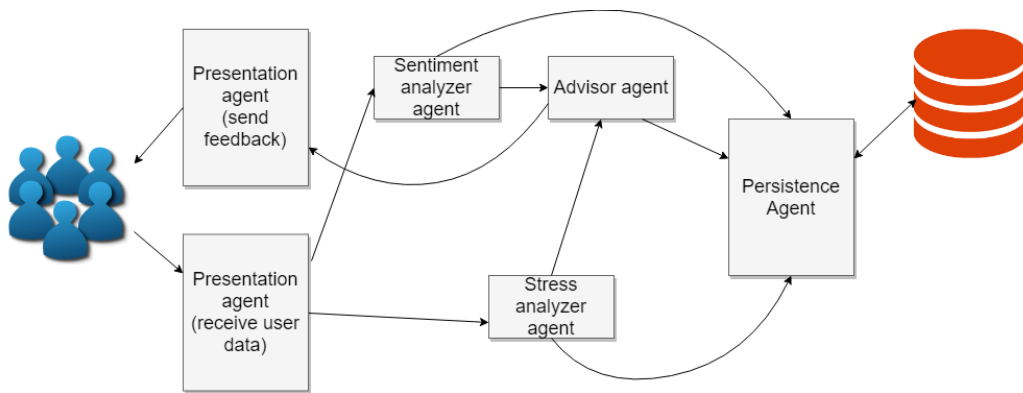 Presentation
agent
(send
feedback)
Sentiment
analyzer
agent
Advisor agent
Persistence
Agent
Presentation
agent
(receive user
data)
Stress
analyzer
agent